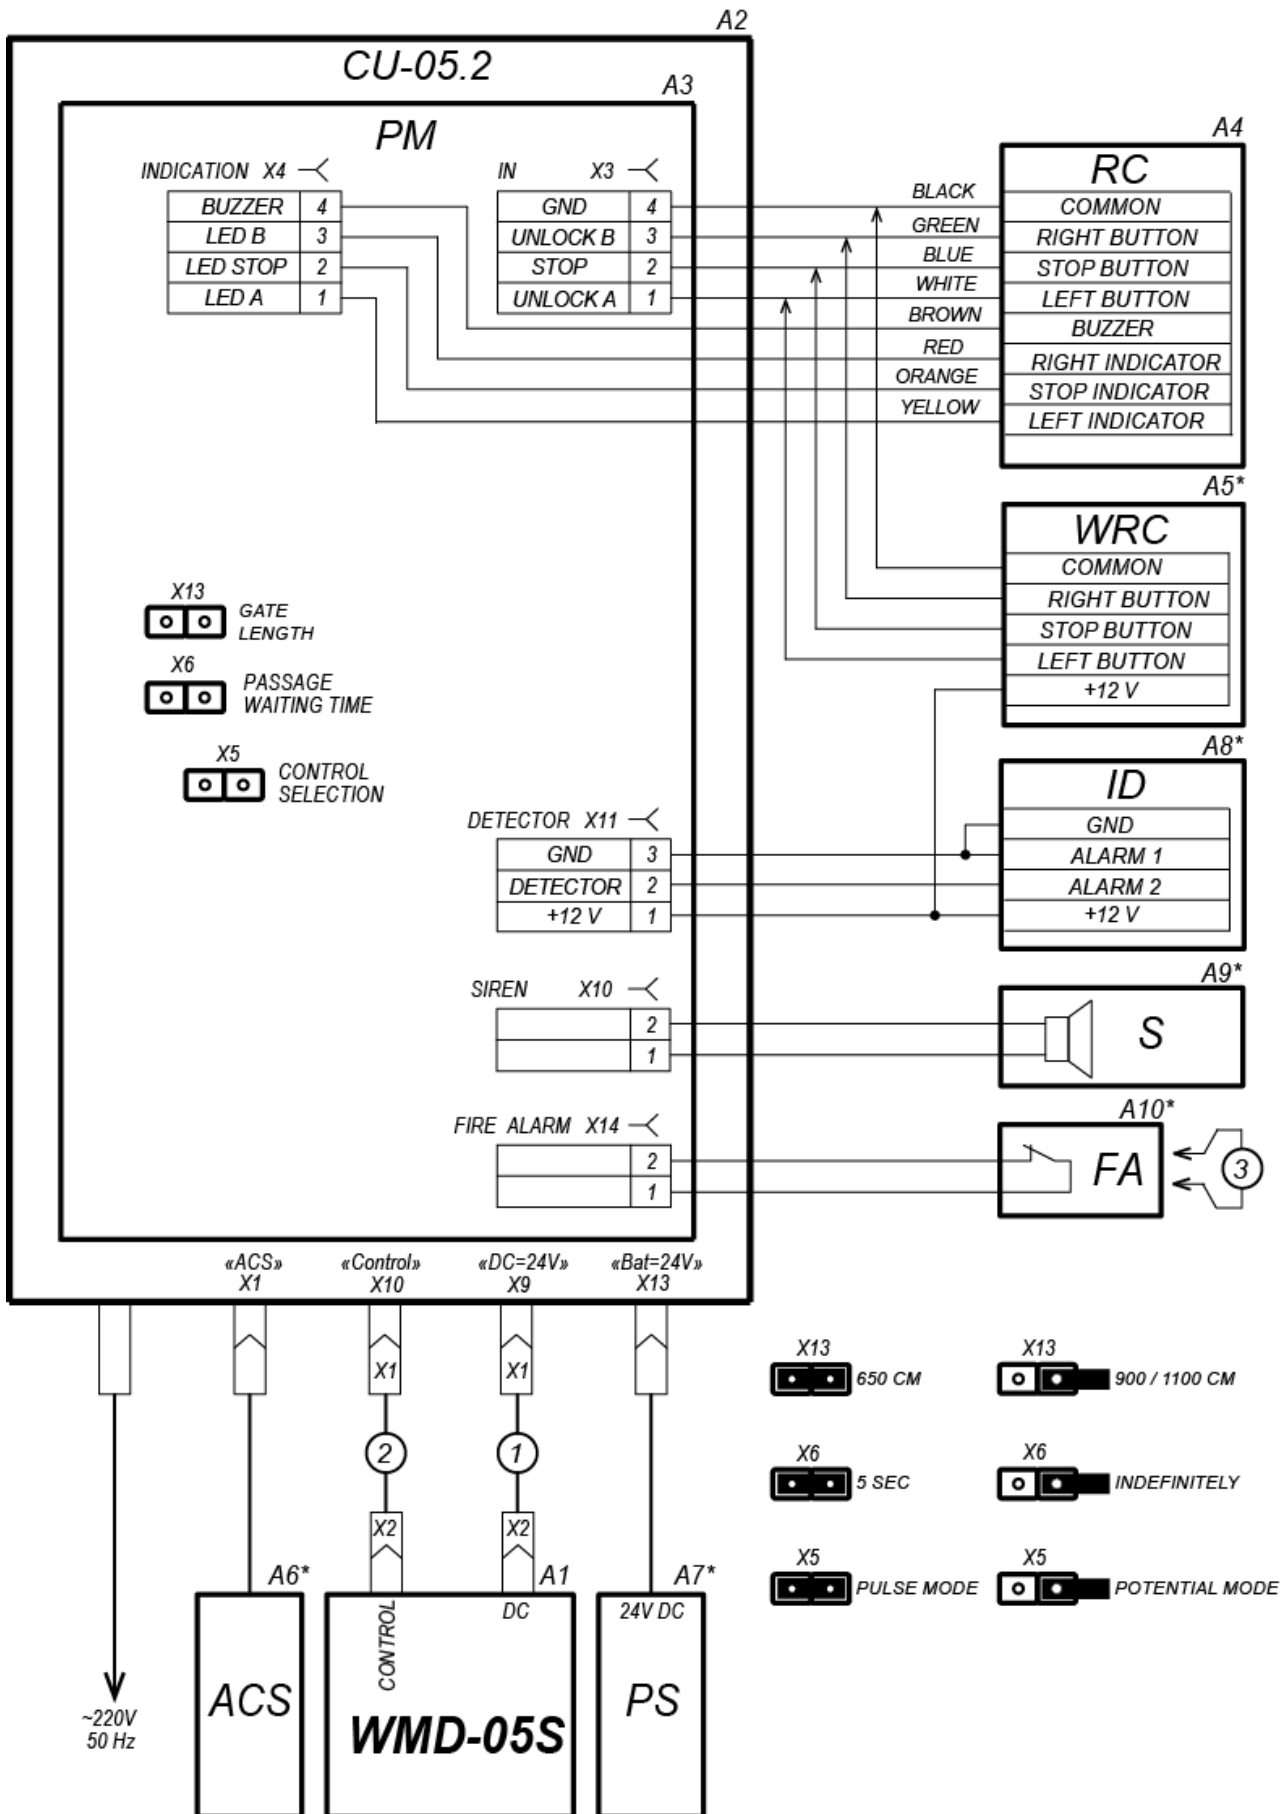 A2
CU-05.2
A3
PM
INDICATION X4
BUZZER 4
LED B 3
LED STOP 2
LED A 1
IN X3
GND 4
UNLOCK B 3
STOP 2
UNLOCK A 1
BLACK
GREEN
BLUE
WHITE
BROWN
RED
ORANGE
YELLOW
A4
RC
COMMON
RIGHT BUTTON
STOP BUTTON
LEFT BUTTON
BUZZER
RIGHT INDICATOR
STOP INDICATOR
LEFT INDICATOR
A5*
WRC
COMMON
RIGHT BUTTON
STOP BUTTON
LEFT BUTTON
+12 V
X13
GATE
LENGTH
X6
PASSAGE
WAITING TIME
X5
CONTROL
SELECTION
DETECTOR X11
GND 3
DETECTOR 2
+12 V 1
A8*
ID
GND
ALARM 1
ALARM 2
+12 V
SIREN X10
2
1
A9*
S
FIRE ALARM X14
2
1
A10*
FA
3
«ACS»
X1
«Control»
X10
«DC=24V»
X9
«Bat=24V»
X13
X1
X1
2
1
X2
X2
~220V
50 Hz
A6*
ACS
A1
CONTROL
DC
WMD-05S
A7*
24V DC
PS
X13
650 CM
X13
900 / 1100 CM
X6
5 SEC
X6
INDEFINITELY
X5
PULSE MODE
X5
POTENTIAL MODE